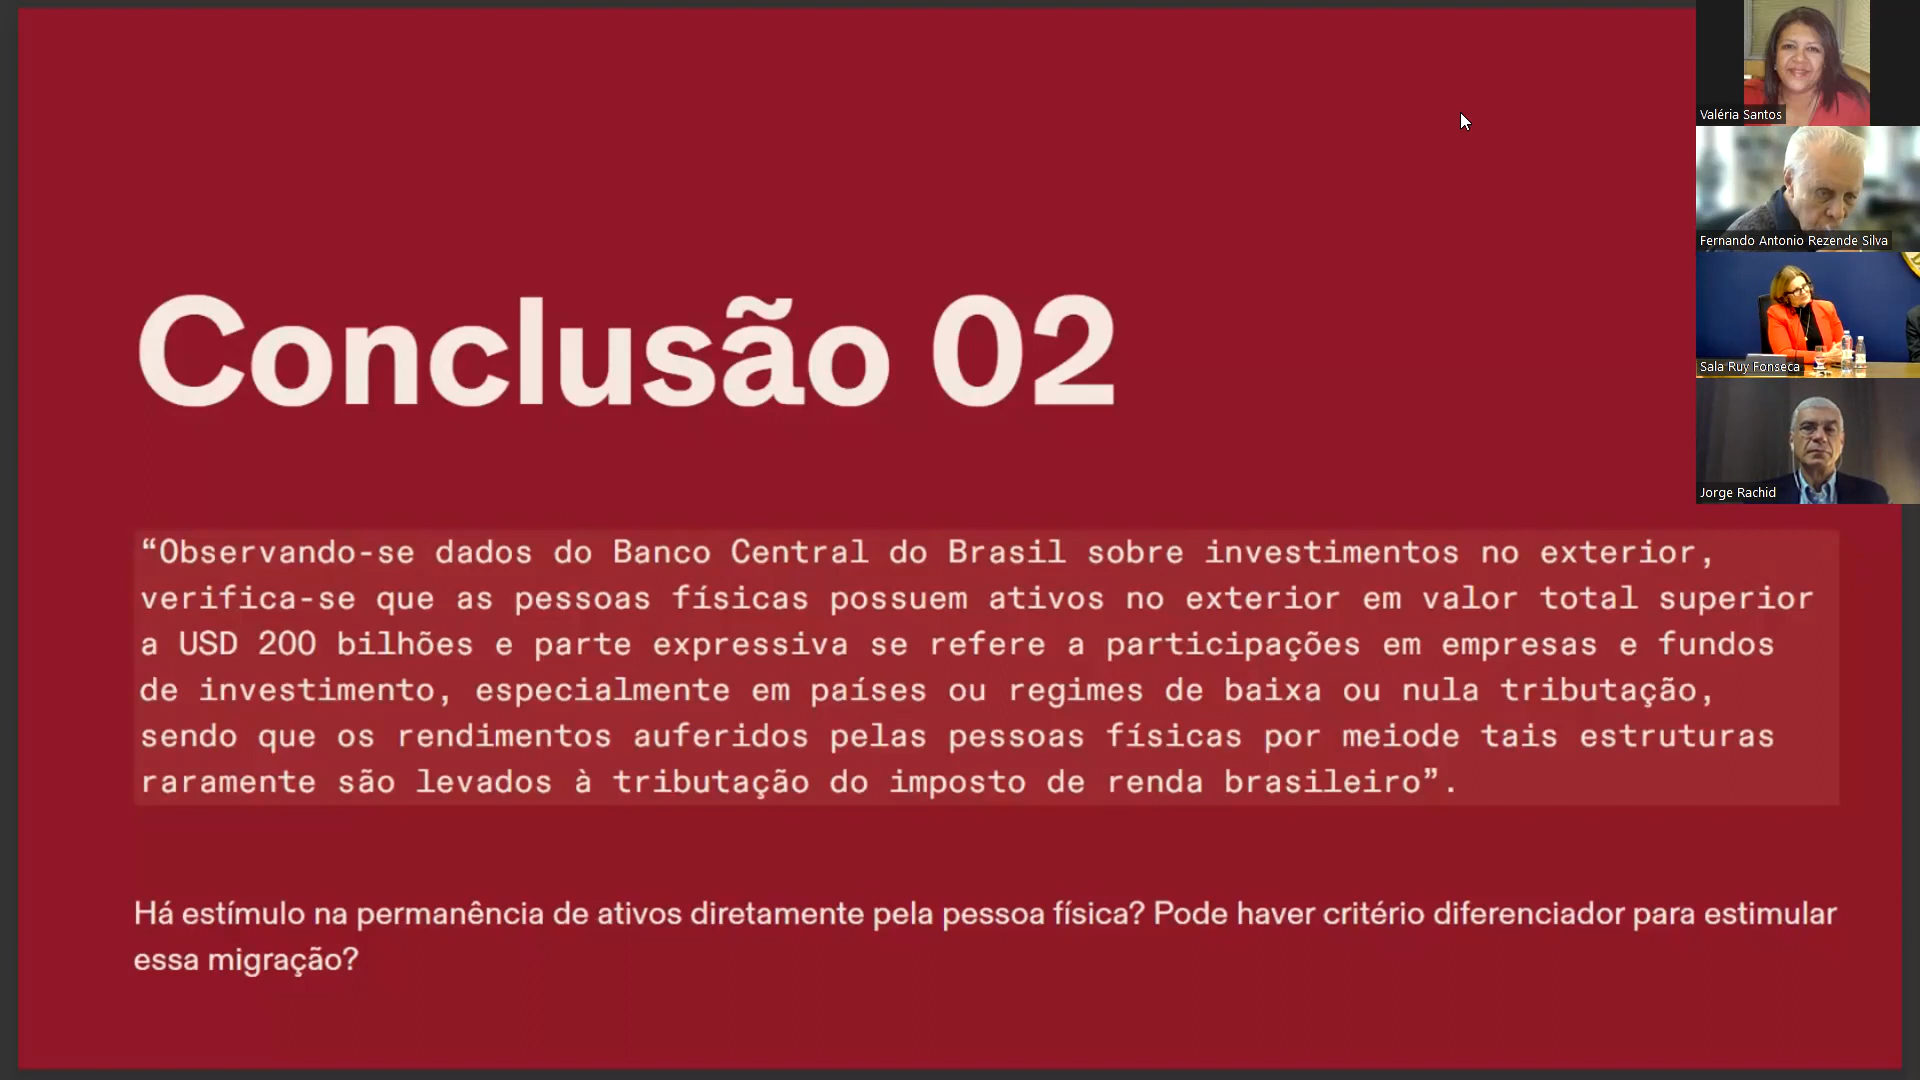 Conclusão 02
“Observando-se dados do Banco Central do Brasil sobre investimentos no exterior,
verifica-se que as pessoas físicas possuem ativos no exterior em valor total superior
a USD 200 bilhões e parte expressiva se refere a participações em empresas e fundos
de investimento, especialmente em países ou regimes de baixa ou nula tributação,
sendo que os rendimentos auferidos pelas pessoas físicas por meiode tais estruturas
raramente são levados à tributação do imposto de renda brasileiro”.
Há estímulo na permanência de ativos diretamente pela pessoa física? Pode haver critério diferenciador para estimular
essa migração?
Valéria Santos
Fernando Antonio Rezende Silva
Sala Ruy Fonseca
Jorge Rachid